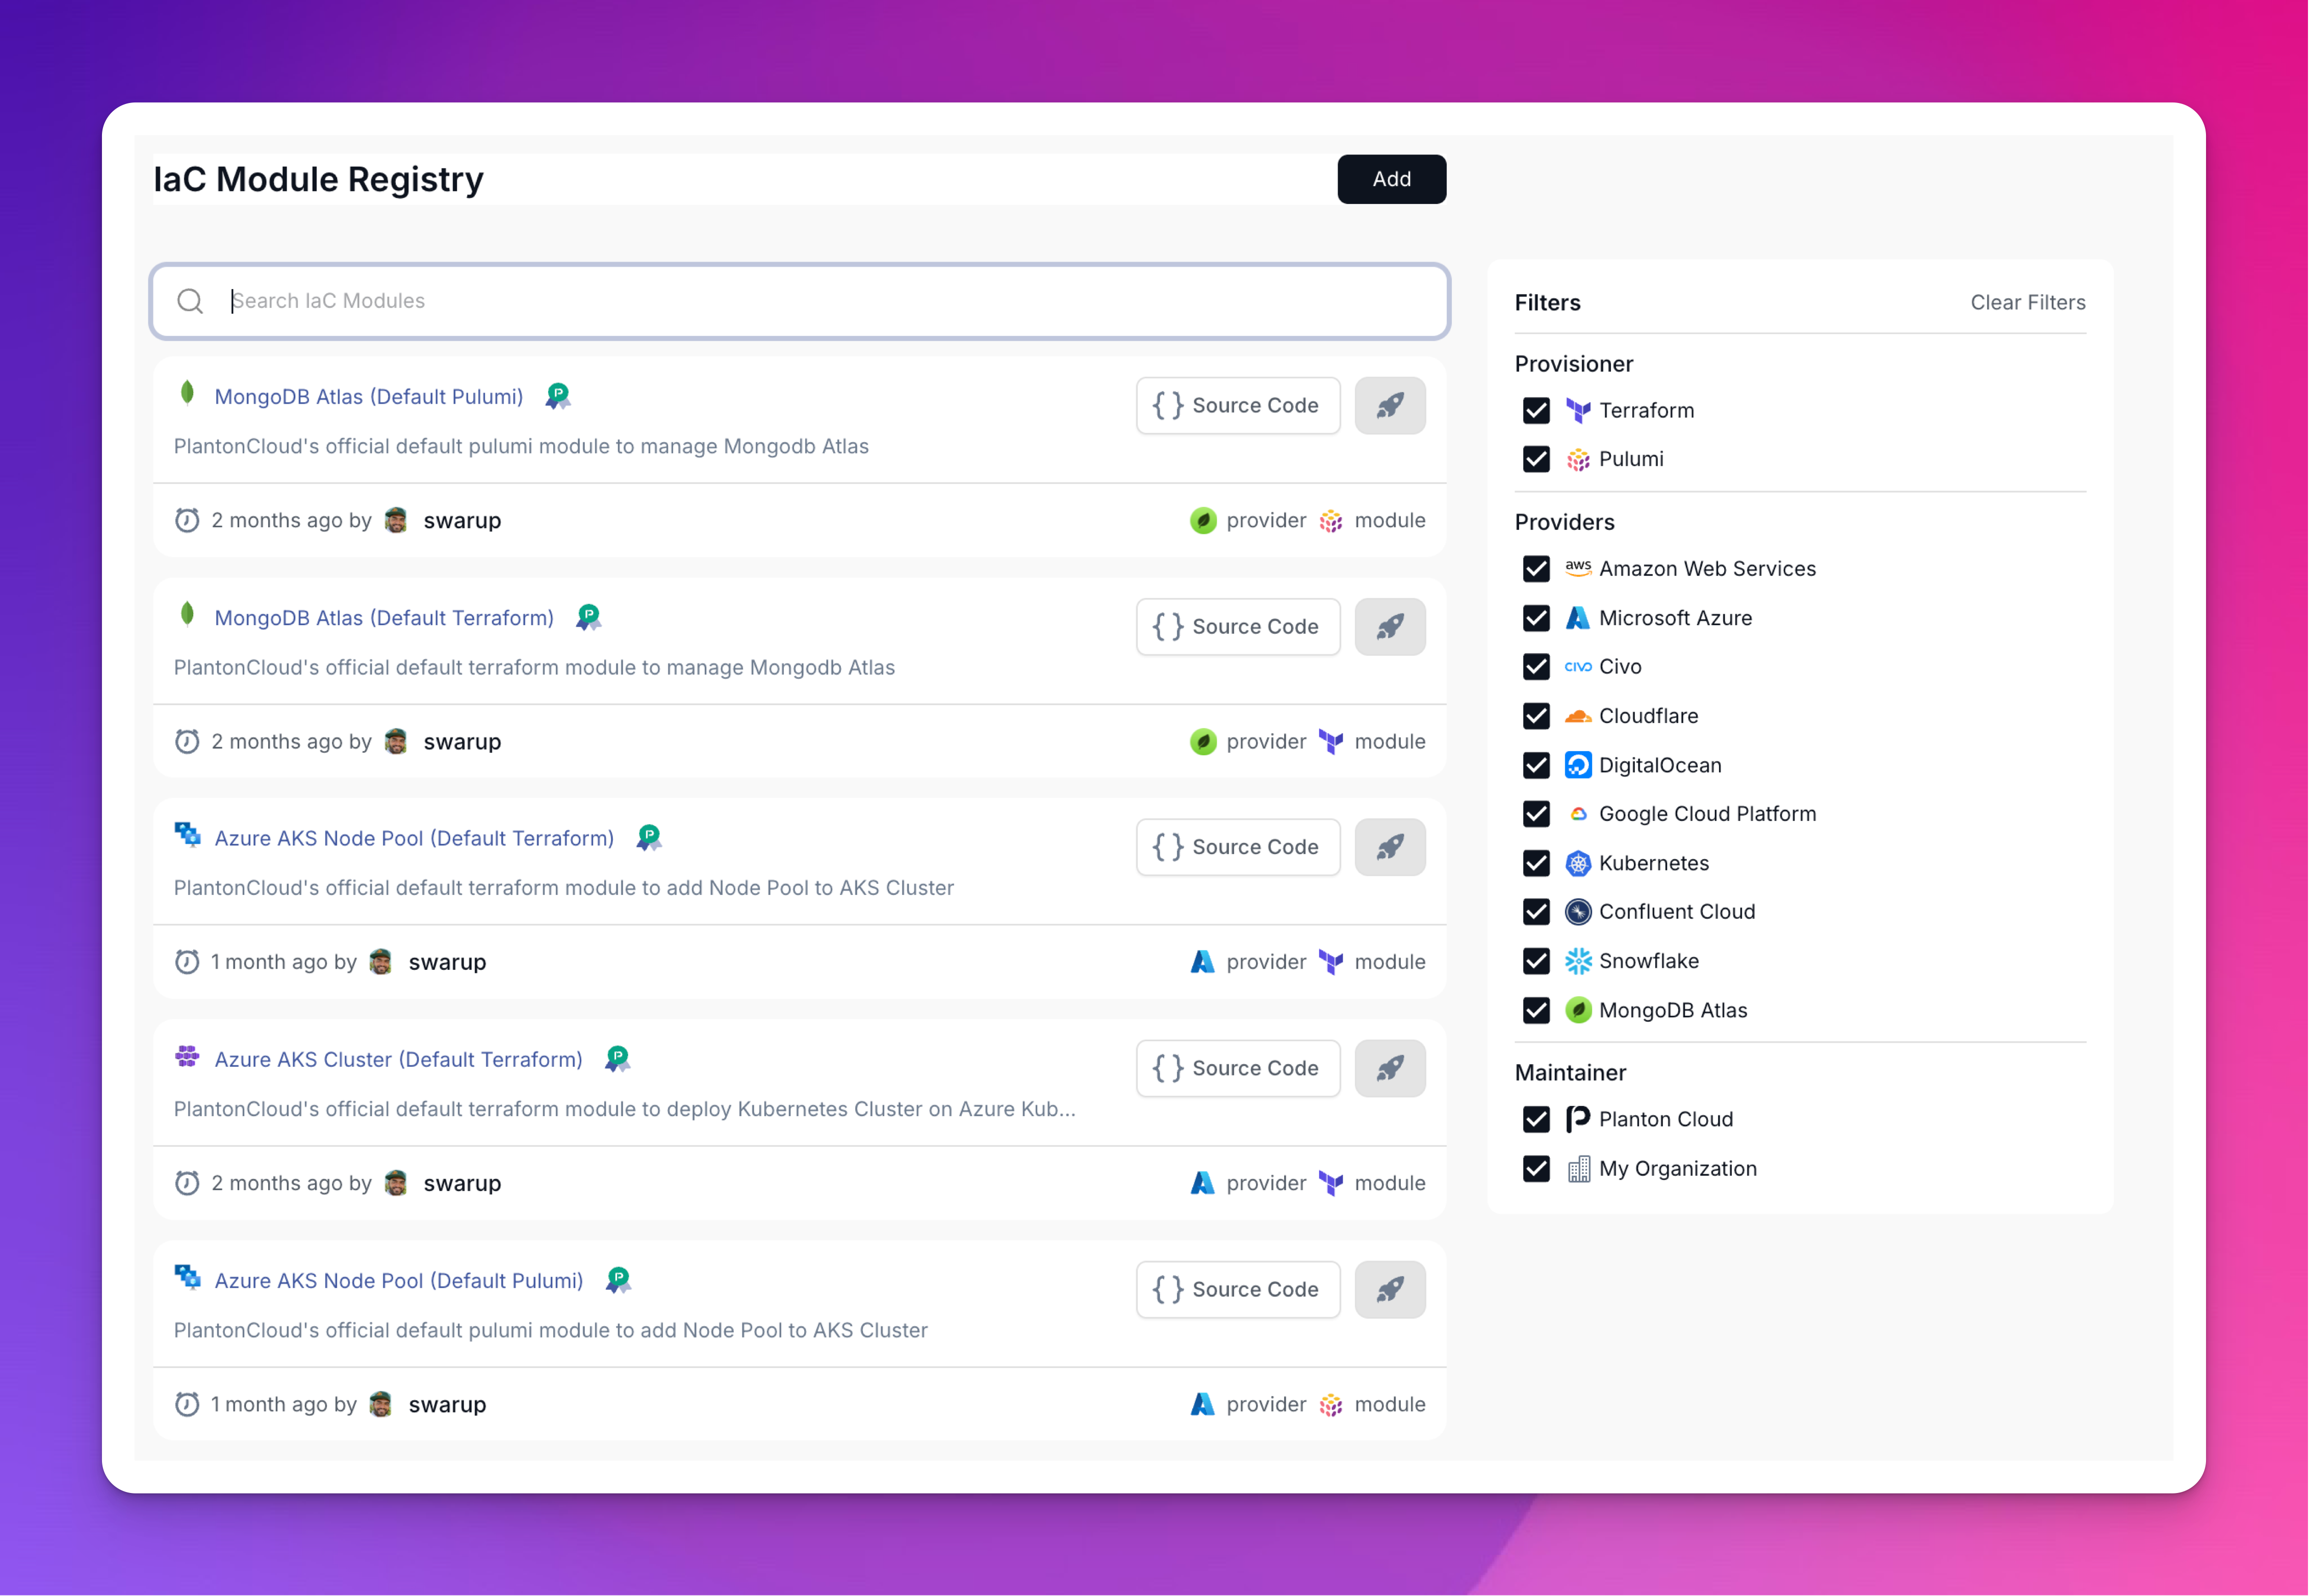 IaC Module Registry
Add
Search IaC Modules
MongoDB Atlas (Default Pulumi)
P
Source Code
PlantonCloud's official default pulumi module to manage Mongodb Atlas
2 months ago by swarup
provider module
MongoDB Atlas (Default Terraform)
P
Source Code
PlantonCloud's official default terraform module to manage Mongodb Atlas
2 months ago by swarup
provider module
Azure AKS Node Pool (Default Terraform)
P
Source Code
PlantonCloud's official default terraform module to add Node Pool to AKS Cluster
1 month ago by swarup
provider module
Azure AKS Cluster (Default Terraform)
P
Source Code
PlantonCloud's official default terraform module to deploy Kubernetes Cluster on Azure Kub...
2 months ago by swarup
provider module
Azure AKS Node Pool (Default Pulumi)
P
Source Code
PlantonCloud's official default pulumi module to add Node Pool to AKS Cluster
1 month ago by swarup
provider module
Filters
Clear Filters
Provisioner
Terraform
Pulumi
Providers
aws Amazon Web Services
Microsoft Azure
CIVO Civo
Cloudflare
DigitalOcean
Google Cloud Platform
Kubernetes
Confluent Cloud
Snowflake
MongoDB Atlas
Maintainer
Planton Cloud
My Organization